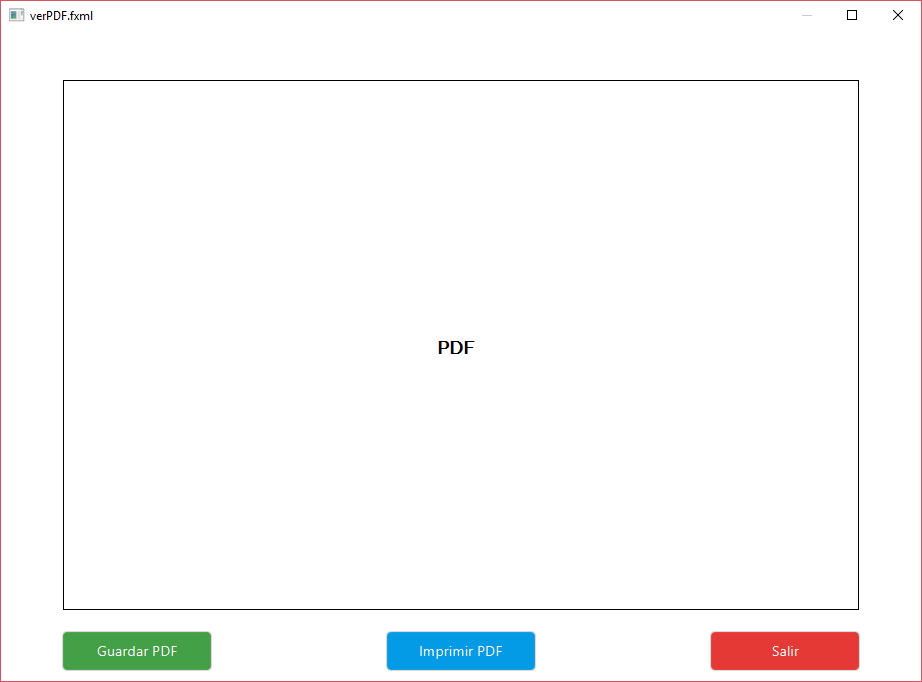 verPDF.fxml
PDF
Guardar PDF
Imprimir PDF
Salir